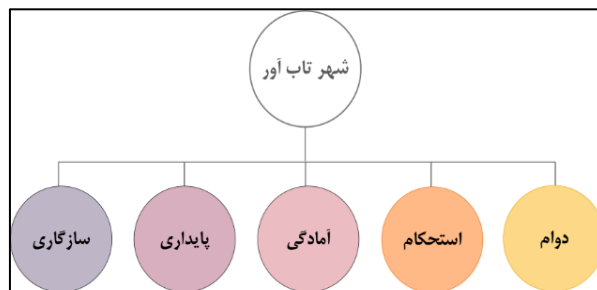 شهر تاب آور
دوام
استحکام
آمادگی
پایداری
سازگاری